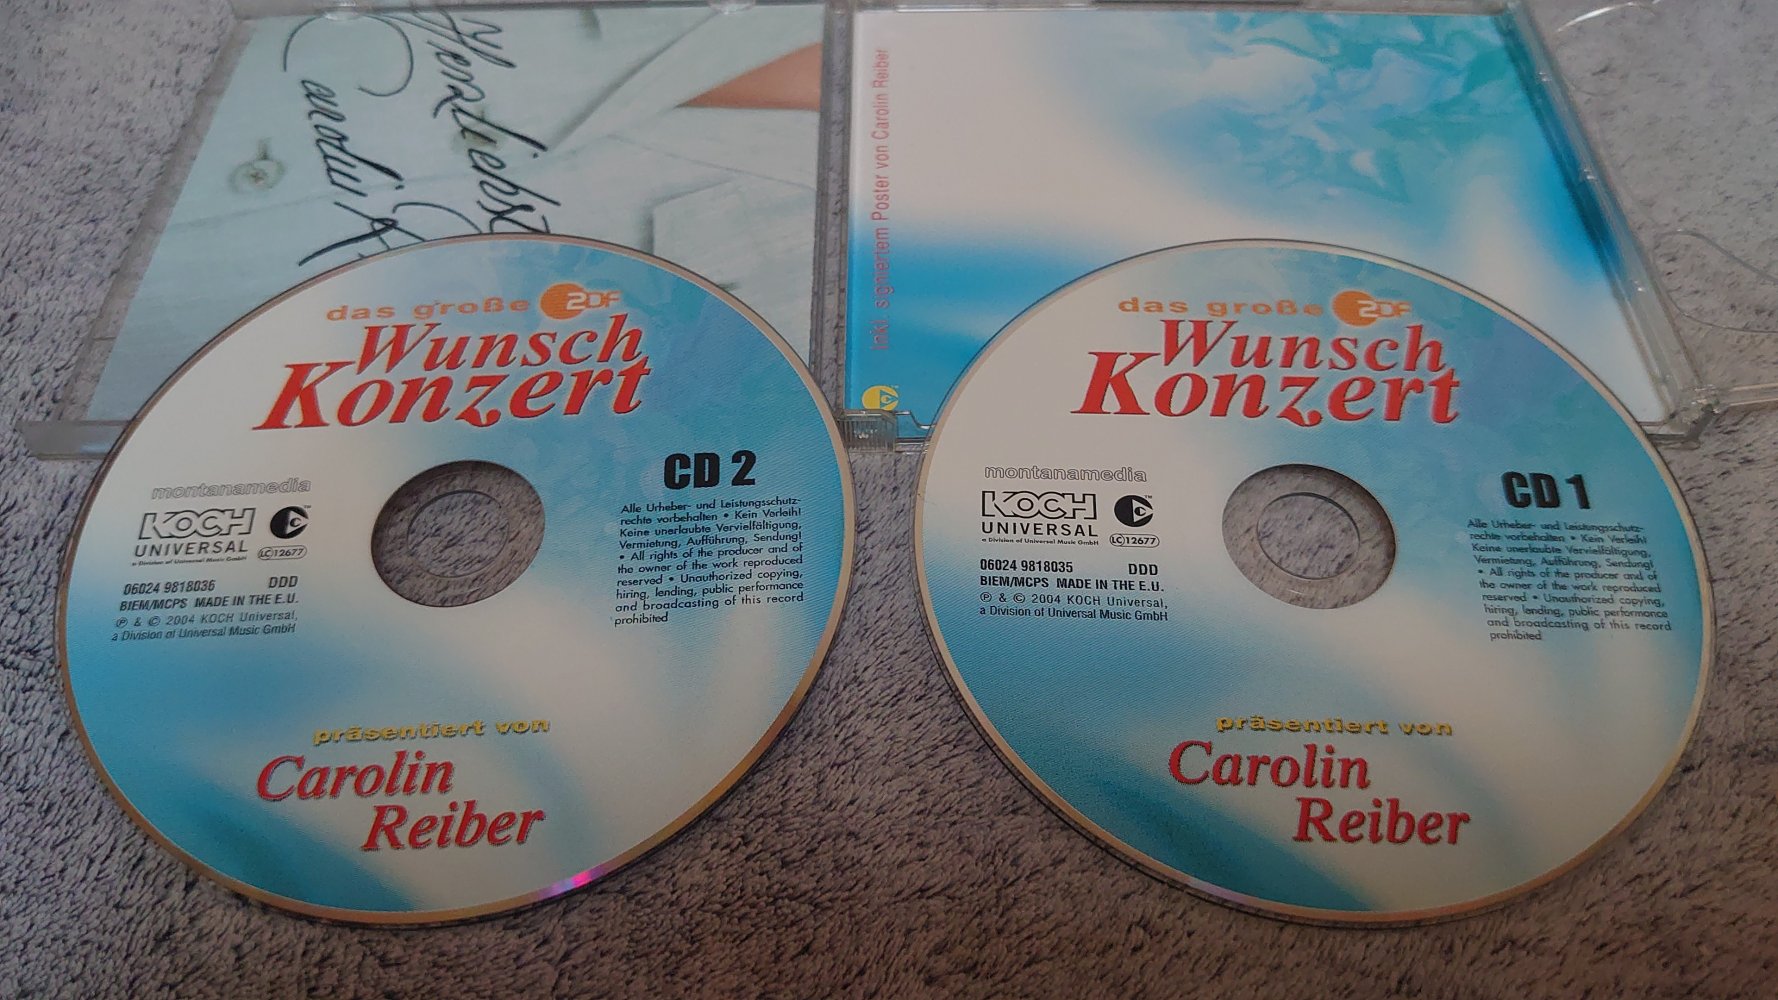 Herzlichst
Carolin R
Inkl. signiertem Poster von Carolin Reiber
das große ZDF
Wunsch
Konzert
CD 2
montanamedia
KOCH
UNIVERSAL
a Division of Universal Music GmbH
LC12677
06024 9818036 DDD
BIEM/MCPS MADE IN THE E.U.
℗ & © 2004 KOCH Universal,
a Division of Universal Music GmbH
Alle Urheber- und Leistungsschutz-
rechte vorbehalten • Kein Verleih!
Keine unerlaubte Vervielfältigung,
Vermietung, Aufführung, Sendung!
• All rights of the producer and of
the owner of the work reproduced
reserved • Unauthorized copying,
hiring, lending, public performance
and broadcasting of this record
prohibited
präsentiert von
Carolin
Reiber
das große ZDF
Wunsch
Konzert
CD 1
montanamedia
KOCH
UNIVERSAL
a Division of Universal Music GmbH
TM
LC12677
06024 9818035 DDD
BIEM/MCPS MADE IN THE E.U.
℗ & © 2004 KOCH Universal,
a Division of Universal Music GmbH
Alle Urheber- und Leistungsschutz-
rechte vorbehalten • Kein Verleih!
Keine unerlaubte Vervielfältigung,
Vermietung, Aufführung, Sendung!
• All rights of the producer and of
the owner of the work reproduced
reserved • Unauthorized copying,
hiring, lending, public performance
and broadcasting of this record
prohibited
präsentiert von
Carolin
Reiber